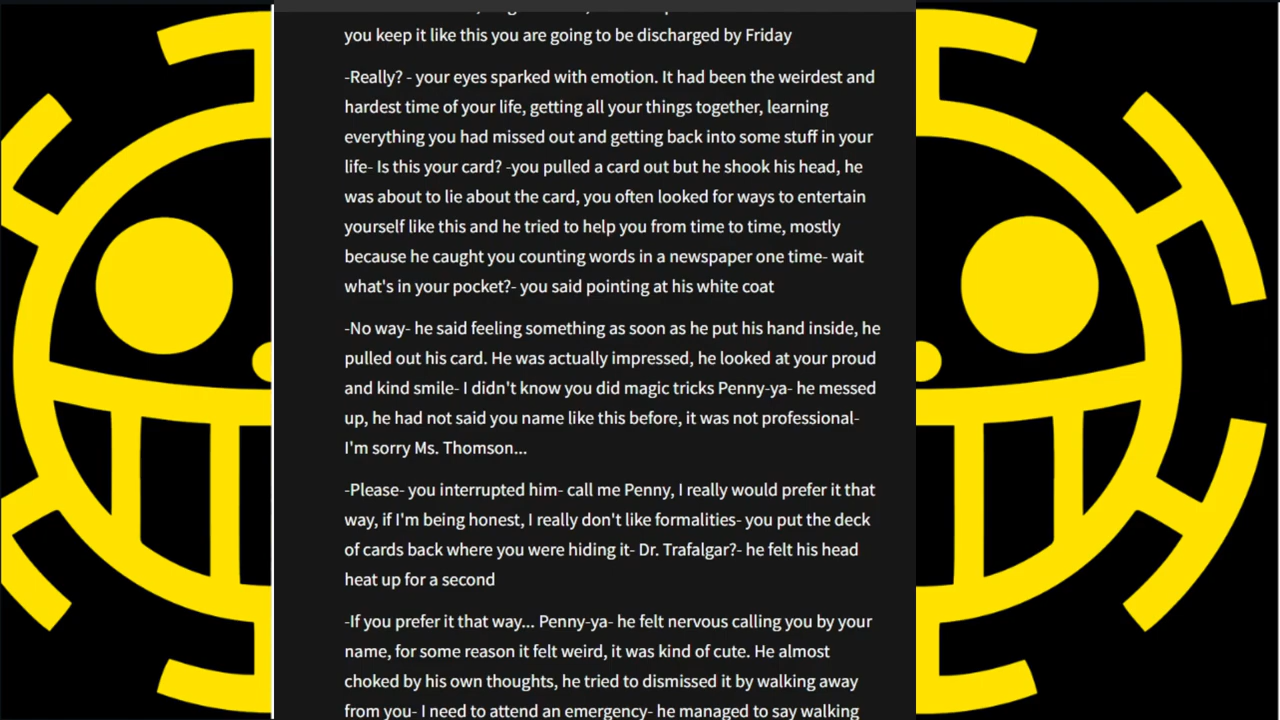 you keep it like this you are going to be discharged by Friday
-Really? - your eyes sparked with emotion. It had been the weirdest and
hardest time of your life, getting all your things together, learning
everything you had missed out and getting back into some stuff in your
life- Is this your card? -you pulled a card out but he shook his head, he
was about to lie about the card, you often looked for ways to entertain
yourself like this and he tried to help you from time to time, mostly
because he caught you counting words in a newspaper one time- wait
what's in your pocket?- you said pointing at his white coat
-No way- he said feeling something as soon as he put his hand inside, he
pulled out his card. He was actually impressed, he looked at your proud
and kind smile- I didn't know you did magic tricks Penny-ya- he messed
up, he had not said you name like this before, it was not professional-
I'm sorry Ms. Thomson...
-Please- you interrupted him- call me Penny, I really would prefer it that
way, if I'm being honest, I really don't like formalities- you put the deck
of cards back where you were hiding it- Dr. Trafalgar?- he felt his head
heat up for a second
-If you prefer it that way... Penny-ya- he felt nervous calling you by your
name, for some reason it felt weird, it was kind of cute. He almost
choked by his own thoughts, he tried to dismissed it by walking away
from you- I need to attend an emergency- he managed to say walking